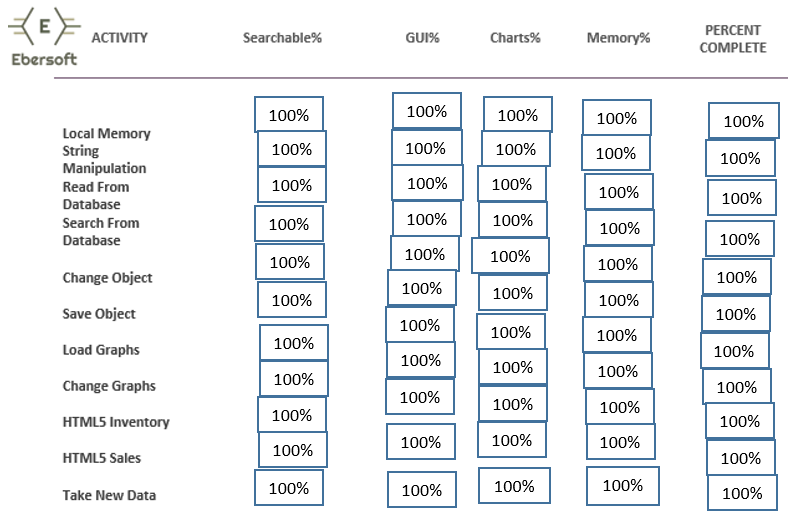 E
Ebersoft
ACTIVITY Searchable% GUI% Charts% Memory% PERCENT
COMPLETE
100% 100% 100% 100% 100%
Local Memory
String 100% 100% 100% 100% 100%
Manipulation
Read From 100% 100% 100% 100% 100%
Database
Search From 100% 100% 100% 100% 100%
Database
100% 100% 100% 100% 100%
Change Object
100% 100% 100% 100% 100%
Save Object
100% 100% 100% 100% 100%
Load Graphs
100% 100% 100% 100% 100%
Change Graphs
100% 100% 100% 100% 100%
HTML5 Inventory
100% 100% 100% 100% 100%
HTML5 Sales
100% 100% 100% 100% 100%
Take New Data